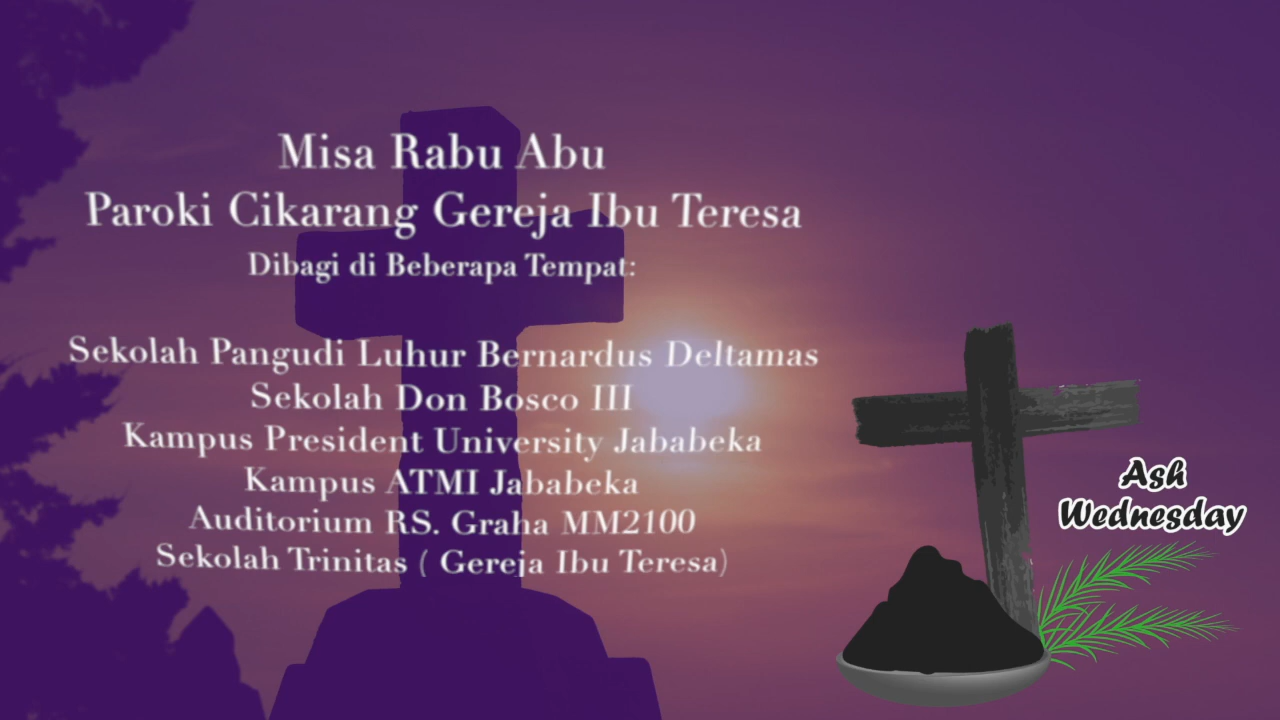 Misa Rabu Abu
Paroki Cikarang Gereja Ibu Teresa
Dibagi di Beberapa Tempat:
Sekolah Pangudi Luhur Bernardus Deltamas
Sekolah Don Bosco III
Kampus President University Jababeka
Kampus ATMI Jababeka
Auditorium RS. Graha MM2100
Sekolah Trinitas ( Gereja Ibu Teresa)
Ash
Wednesday